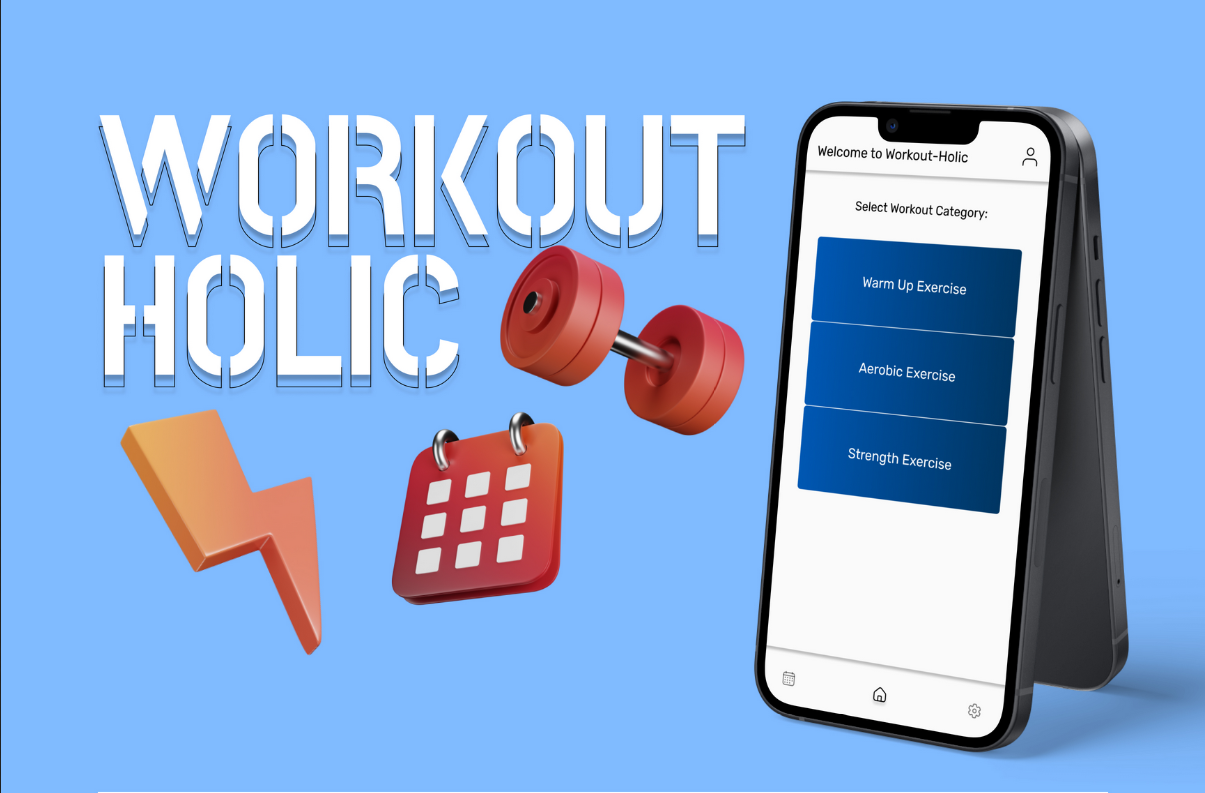 WORKOUT
HOLIC
Welcome to Workout-Holic
Select Workout Category:
Warm Up Exercise
Aerobic Exercise
Strength Exercise